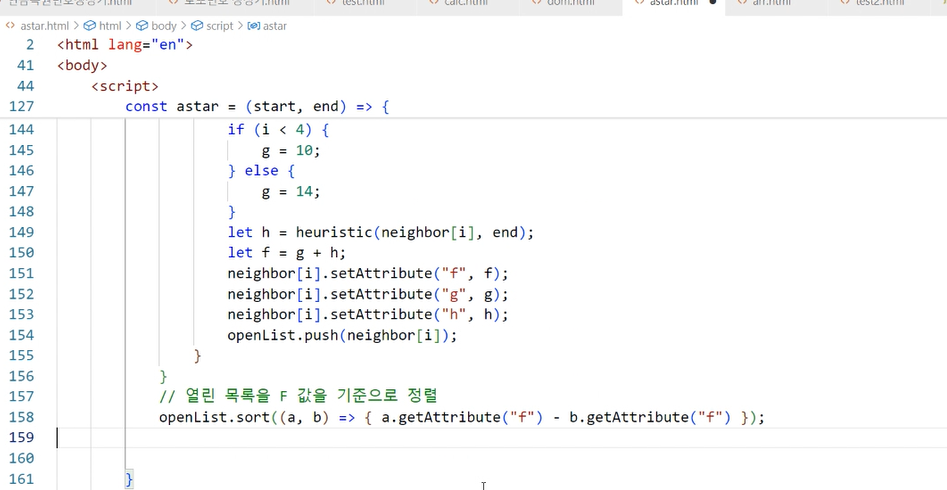 test.html calc.html dom.html astar.html arr.html test2.html
astar.html > html > body > script > astar
2 <html lang="en">
41 <body>
44 <script>
127 const astar = (start, end) => {
144 if (i < 4) {
145 g = 10;
146 } else {
147 g = 14;
148 }
149 let h = heuristic(neighbor[i], end);
150 let f = g + h;
151 neighbor[i].setAttribute("f", f);
152 neighbor[i].setAttribute("g", g);
153 neighbor[i].setAttribute("h", h);
154 openList.push(neighbor[i]);
155 }
156 }
157 // 열린 목록을 F 값을 기준으로 정렬
158 openList.sort((a, b) => { a.getAttribute("f") - b.getAttribute("f") });
159
160
161 }